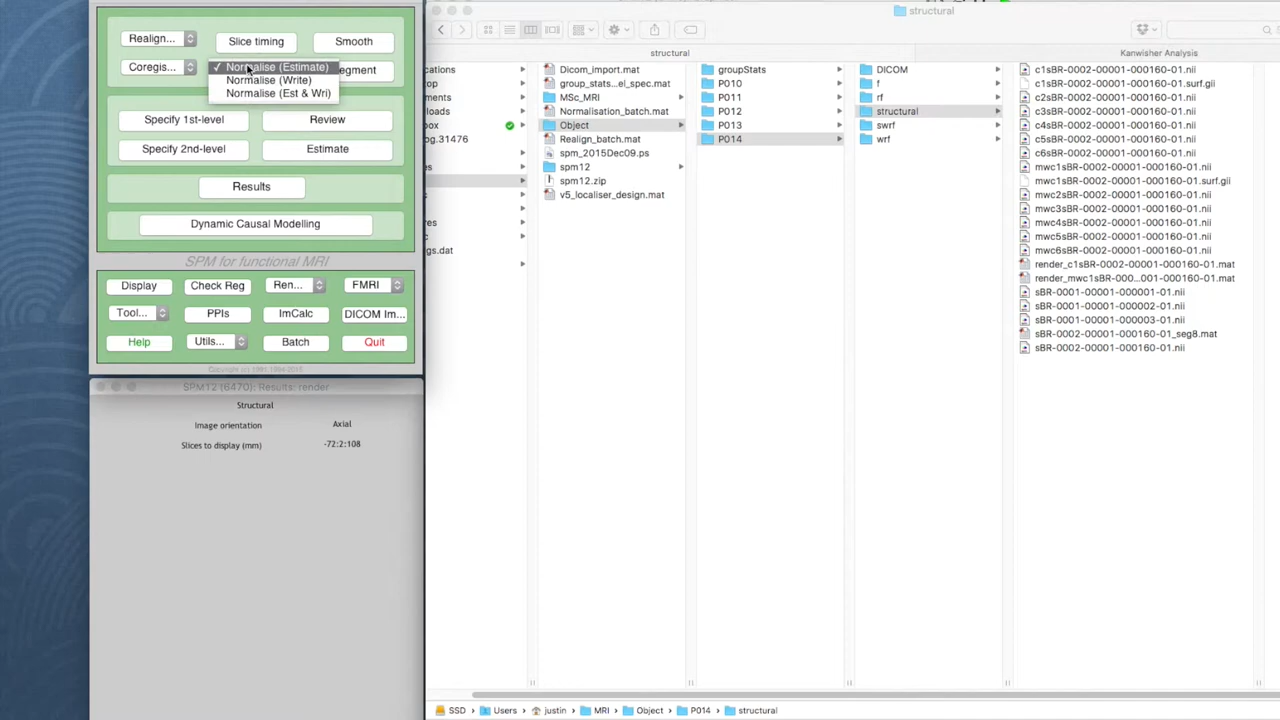 Realign...
Slice timing
Smooth
Coregis...
✓ Normalise (Estimate)
Normalise (Write)
Normalise (Est & Wri)
egment
Specify 1st-level
Review
Specify 2nd-level
Estimate
Results
Dynamic Causal Modelling
SPM for functional MRI
Display
Check Reg
Ren...
FMRI
Tool...
PPIs
ImCalc
DICOM Im...
Help
Utils...
Batch
Quit
SPM12 (6470): Results: render
Structural
Image orientation
Axial
Slices to display (mm)
-72:2:108
structural
structural
Kanwisher Analysis
cations
ments
loads
box
og.31476
es
res
gs.dat
Dicom_import.mat
group_stats...el_spec.mat
MSc_MRI
Normalisation_batch.mat
Object
Realign_batch.mat
spm_2015Dec09.ps
spm12
spm12.zip
v5_localiser_design.mat
groupStats
P010
P011
P012
P013
P014
DICOM
f
rf
structural
swrf
wrf
c1sBR-0002-00001-000160-01.nii
c1sBR-0002-00001-000160-01.surf.gii
c2sBR-0002-00001-000160-01.nii
c3sBR-0002-00001-000160-01.nii
c4sBR-0002-00001-000160-01.nii
c5sBR-0002-00001-000160-01.nii
c6sBR-0002-00001-000160-01.nii
mwc1sBR-0002-00001-000160-01.nii
mwc1sBR-0002-00001-000160-01.surf.gii
mwc2sBR-0002-00001-000160-01.nii
mwc3sBR-0002-00001-000160-01.nii
mwc4sBR-0002-00001-000160-01.nii
mwc5sBR-0002-00001-000160-01.nii
mwc6sBR-0002-00001-000160-01.nii
render_c1sBR-0002-00001-000160-01.mat
render_mwc1sBR-000...001-000160-01.mat
sBR-0001-00001-000001-01.nii
sBR-0001-00001-000002-01.nii
sBR-0001-00001-000003-01.nii
sBR-0002-00001-000160-01_seg8.mat
sBR-0002-00001-000160-01.nii
SSD
Users
justin
MRI
Object
P014
structural